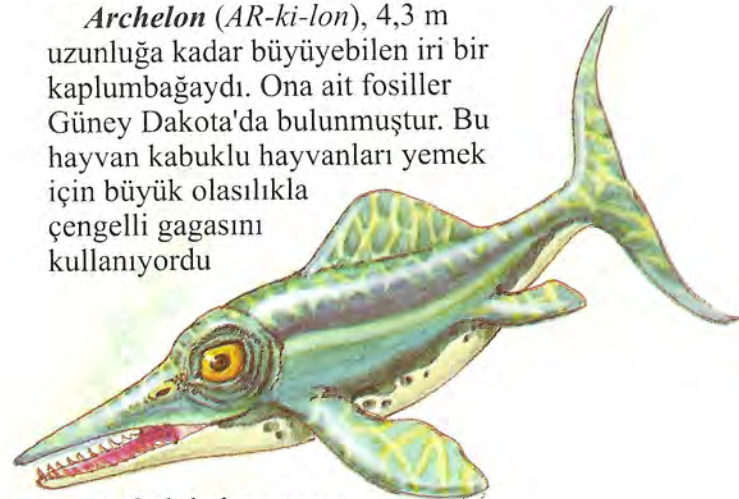 Archelon (AR-ki-lon), 4,3 m
uzunluğa kadar büyüyebilen iri bir
kaplumbağaydı. Ona ait fosiller
Güney Dakota'da bulunmuştur. Bu
hayvan kabuklu hayvanları yemek
için büyük olasılıkla
çengelli gagasını
kullanıyordu